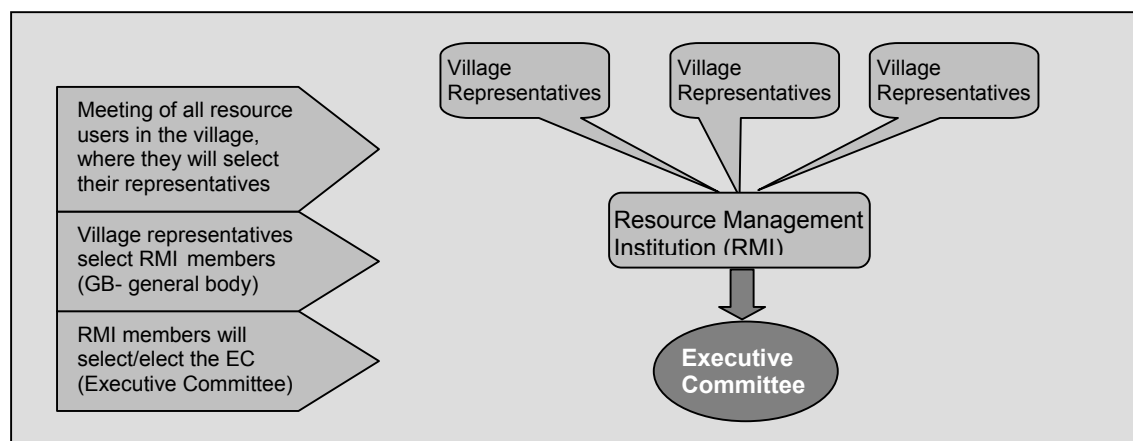 Meeting of all resource
users in the village,
where they will select
their representatives
Village representatives
select RMI members
(GB- general body)
RMI members will
select/elect the EC
(Executive Committee)
Village
Representatives
Village
Representatives
Village
Representatives
Resource Management
Institution (RMI)
Executive
Committee